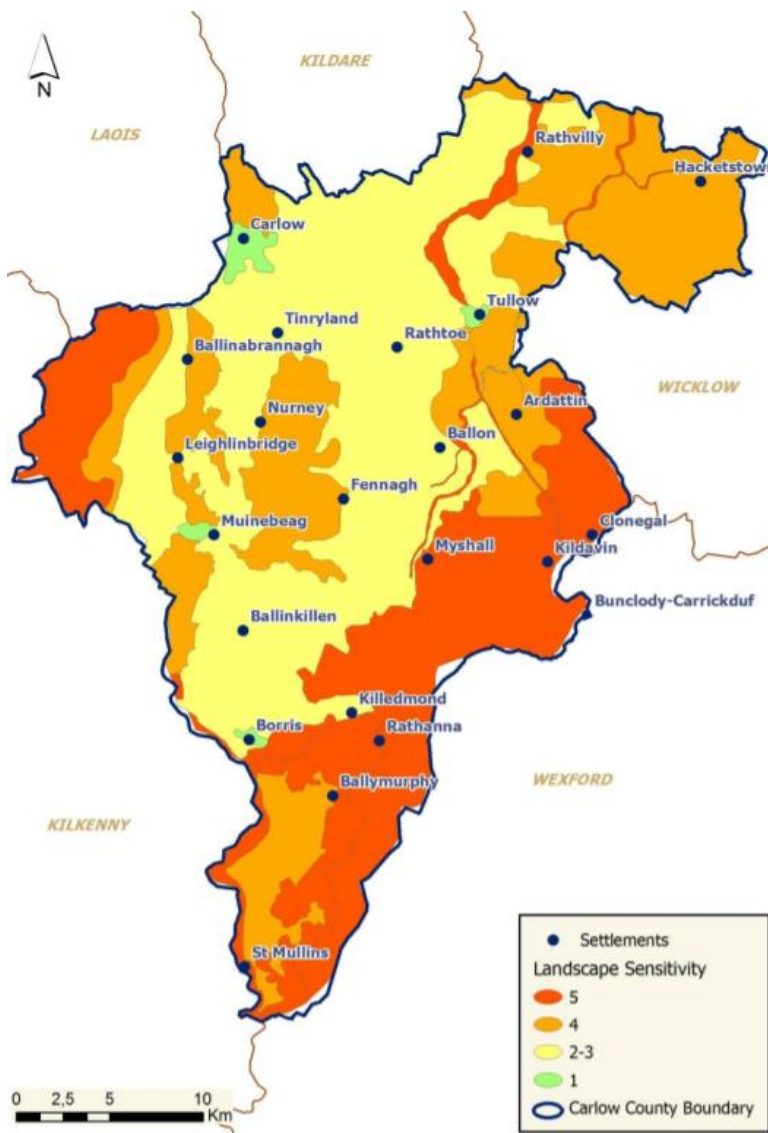 KILDARE
N
LAOIS
Rathvilly
Hacketstown
Carlow
Tullow
Tinryland
Rathtoe
Ballinabrannagh
WICKLOW
Ardattin
Nurney
Ballon
Leighlinbridge
Fennagh
Muinebeag
Clonegal
Myshall
Kildavin
Bunclody-Carrickduf
Ballinkillen
Killedmond
Borris
Rathanna
WEXFORD
Ballymurphy
KILKENNY
St Mullins
Settlements
Landscape Sensitivity
5
4
2-3
1
Carlow County Boundary
0 2,5 5 10
Km